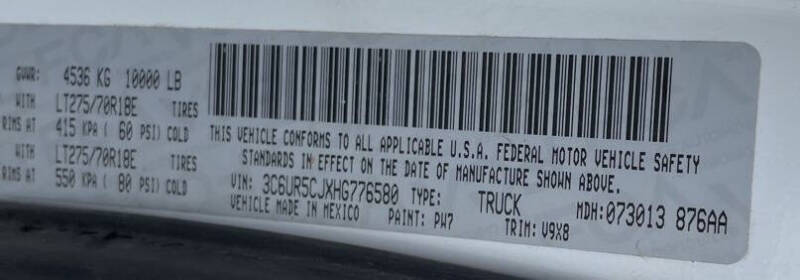 GVWR: 4536 KG 10000 LB
WITH LT275/70R18E TIRES
RIMS AT 415 KPA ( 60 PSI) COLD
WITH LT275/70R18E TIRES
RIMS AT 550 KPA ( 80 PSI) COLD
THIS VEHICLE CONFORMS TO ALL APPLICABLE U.S.A. FEDERAL MOTOR VEHICLE SAFETY
STANDARDS IN EFFECT ON THE DATE OF MANUFACTURE SHOWN ABOVE.
VIN: 3C6UR5CJXHG776580 TYPE: TRUCK MDH:073013 876AA
VEHICLE MADE IN MEXICO PAINT: PW7 TRIM: V9X8